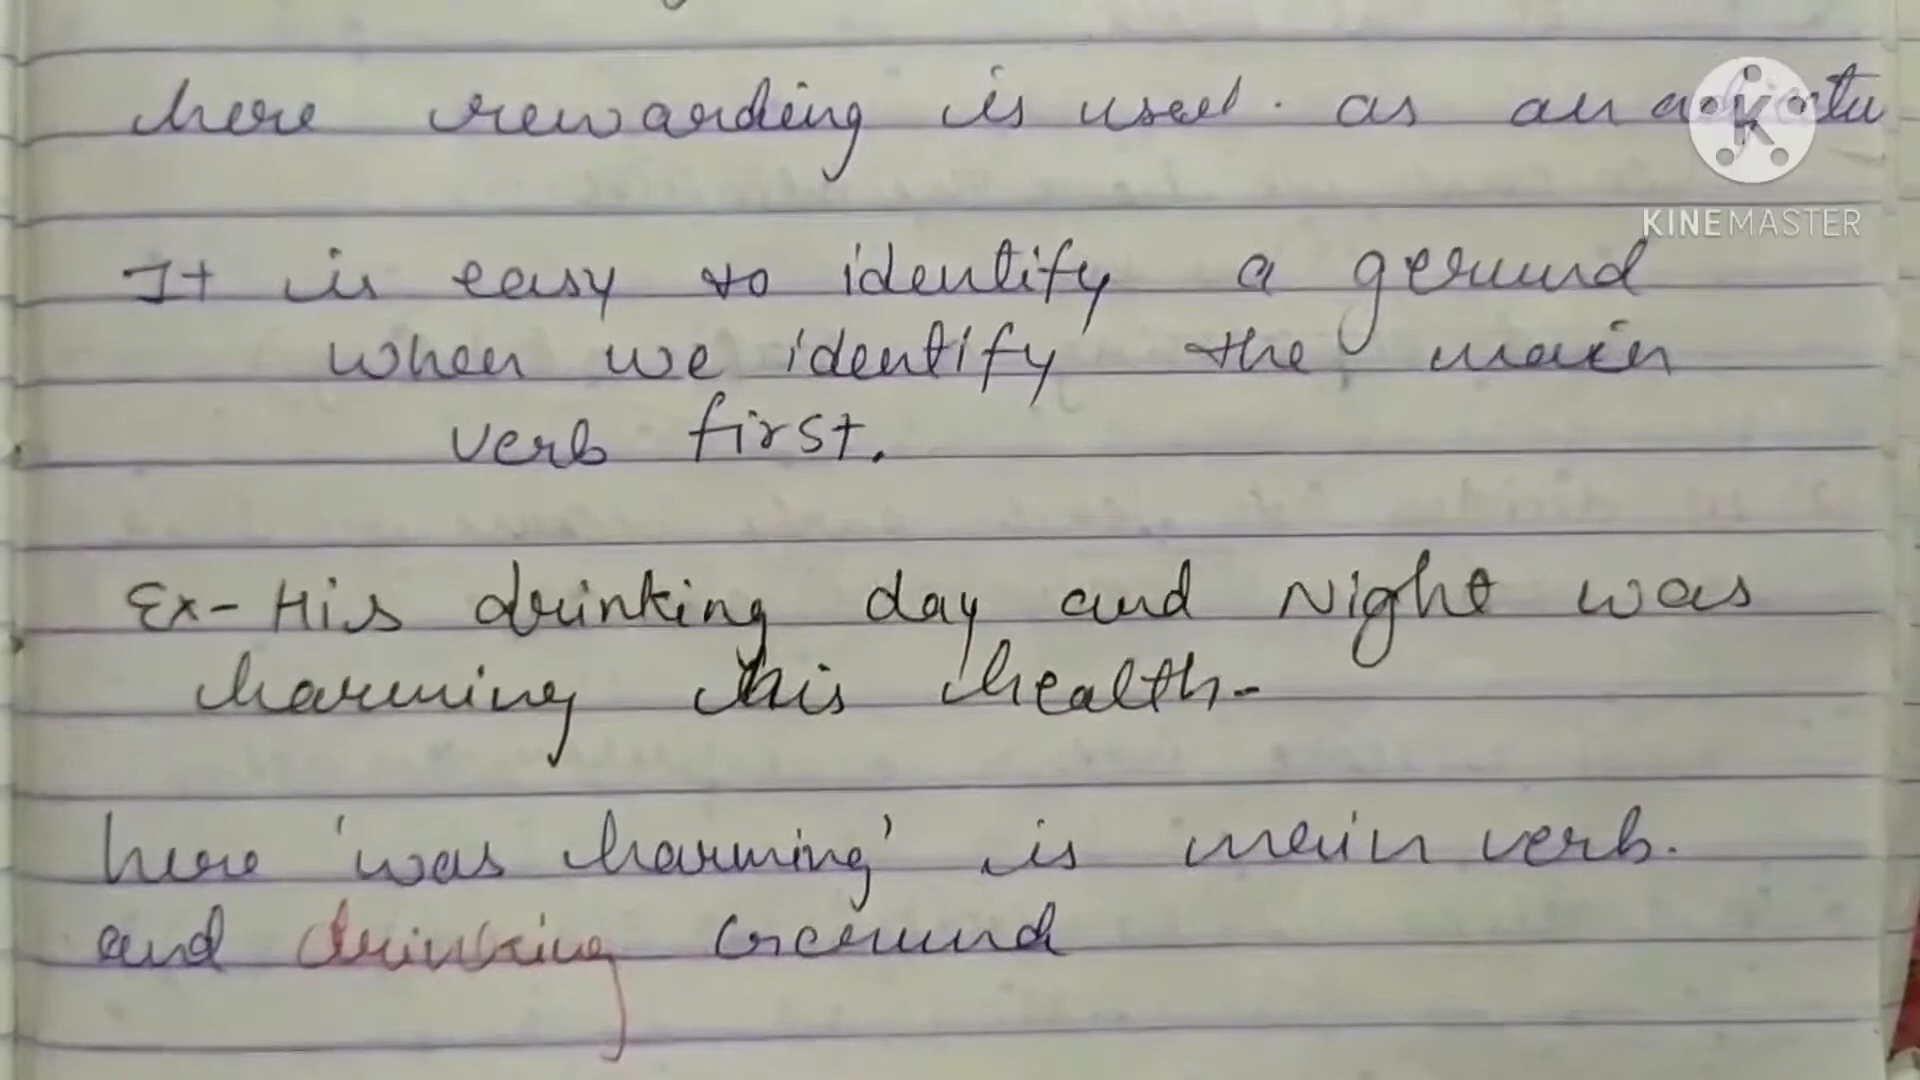 here rewarding is used. as an
KINEMASTER
It is easy to identify a gerund
when we identify the main
verb first.
Ex- His drinking day and Night was
harming his health-
here 'was harming' is main verb.
and drinking Gerund